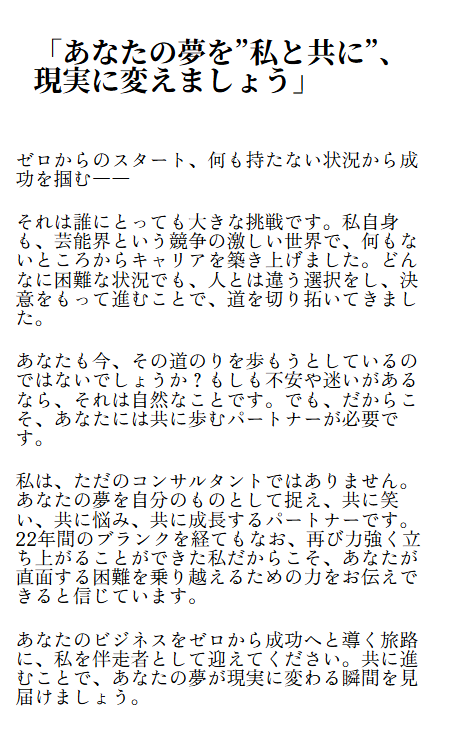 「あなたの夢を”私と共に”、
現実に変えましょう」
ゼロからのスタート、何も持たない状況から成
功を掴む——
それは誰にとっても大きな挑戦です。私自身
も、芸能界という競争の激しい世界で、何もな
いところからキャリアを築き上げました。どん
なに困難な状況でも、人とは違う選択をし、決
意をもって進むことで、道を切り拓いてきまし
た。
あなたも今、その道のりを歩もうとしているの
ではないでしょうか？もしも不安や迷いがある
なら、それは自然なことです。でも、だからこ
そ、あなたには共に歩むパートナーが必要で
す。
私は、ただのコンサルタントではありません。
あなたの夢を自分のものとして捉え、共に笑
い、共に悩み、共に成長するパートナーです。
22年間のブランクを経てもなお、再び力強く立
ち上がることができた私だからこそ、あなたが
直面する困難を乗り越えるための力をお伝えで
きると信じています。
あなたのビジネスをゼロから成功へと導く旅路
に、私を伴走者として迎えてください。共に進
むことで、あなたの夢が現実に変わる瞬間を見
届けましょう。